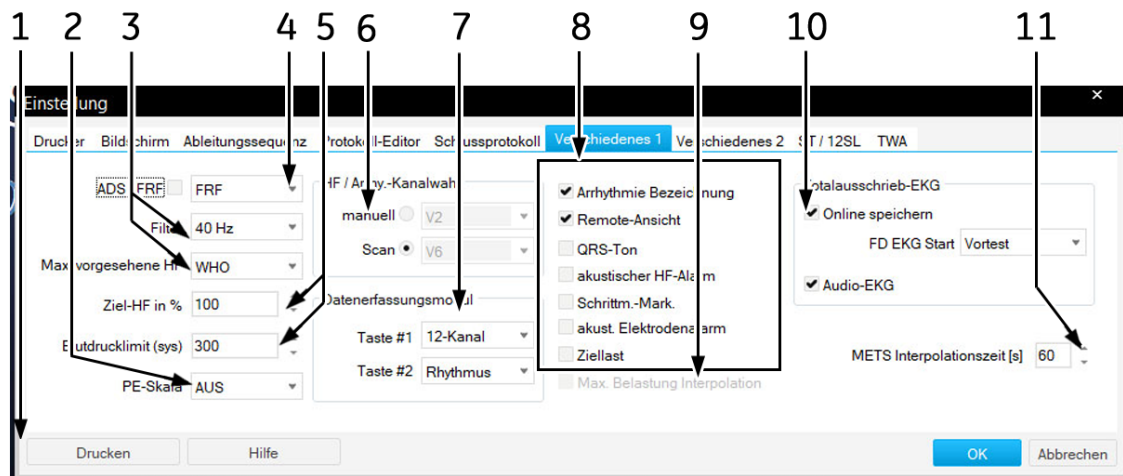 1 2 3 4 5 6 7 8 9 10 11
Einstellung ×
Drucker Bildschirm Ableitungssequenz Protokoll-Editor Schlussprotokoll Verschiedenes 1 Verschiedenes 2 ST / 12SL TWA
ADS / FRF FRF
Filter 40 Hz
Max. vorgesehene HF WHO
Ziel-HF in % 100
Blutdrucklimit (sys) 300
PE-Skala AUS
HF / Arrhy.-Kanalwahl
manuell V2
Scan V6
Datenerfassungsmodul
Taste #1 12-Kanal
Taste #2 Rhythmus
Arrhythmie Bezeichnung
Remote-Ansicht
QRS-Ton
akustischer HF-Alarm
Schrittm.-Mark.
akust. Elektrodenalarm
Ziellast
Max. Belastung Interpolation
Totalausschrieb-EKG
Online speichern
FD EKG Start Vortest
Audio-EKG
METS Interpolationszeit [s] 60
Drucken Hilfe OK Abbrechen